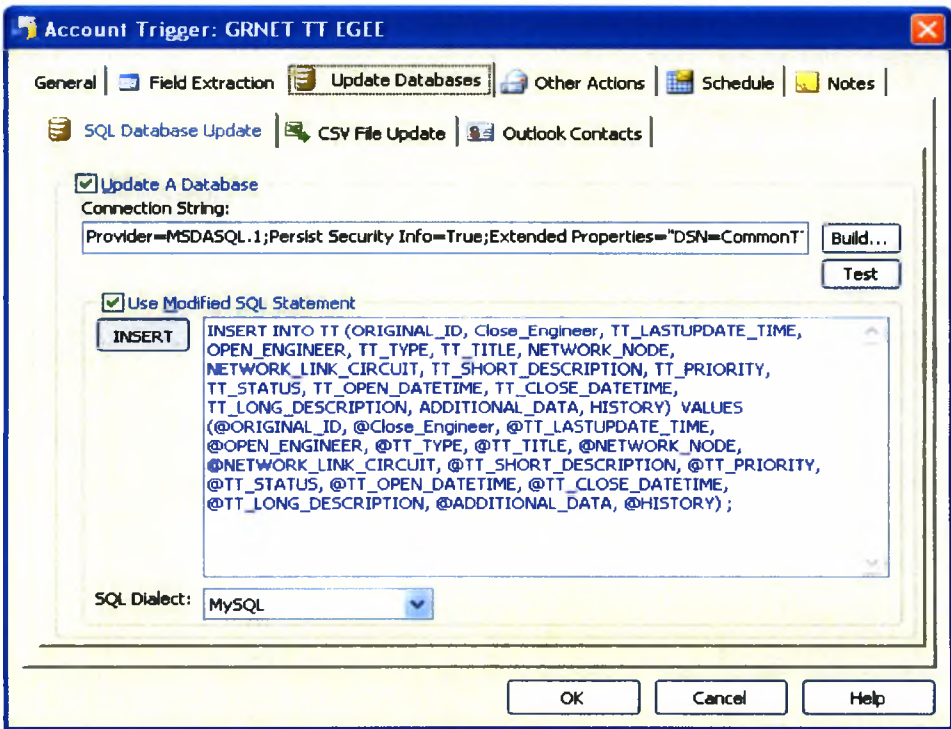 Account Trigger: GRNET TT EGEE
General Field Extraction Update Databases Other Actions Schedule Notes
SQL Database Update CSV File Update Outlook Contacts
Update A Database
Connection String:
Provider=MSDASQL.1;Persist Security Info=True;Extended Properties="DSN=CommonT Build...
Test
Use Modified SQL Statement
INSERT
INSERT INTO TT (ORIGINAL_ID, Close_Engineer, TT_LASTUPDATE_TIME,
OPEN_ENGINEER, TT_TYPE, TT_TITLE, NETWORK_NODE,
NETWORK_LINK_CIRCUIT, TT_SHORT_DESCRIPTION, TT_PRIORITY,
TT_STATUS, TT_OPEN_DATETIME, TT_CLOSE_DATETIME,
TT_LONG_DESCRIPTION, ADDITIONAL_DATA, HISTORY) VALUES
(@ORIGINAL_ID, @Close_Engineer, @TT_LASTUPDATE_TIME,
@OPEN_ENGINEER, @TT_TYPE, @TT_TITLE, @NETWORK_NODE,
@NETWORK_LINK_CIRCUIT, @TT_SHORT_DESCRIPTION, @TT_PRIORITY,
@TT_STATUS, @TT_OPEN_DATETIME, @TT_CLOSE_DATETIME,
@TT_LONG_DESCRIPTION, @ADDITIONAL_DATA, @HISTORY) ;
SQL Dialect: MySQL
OK Cancel Help